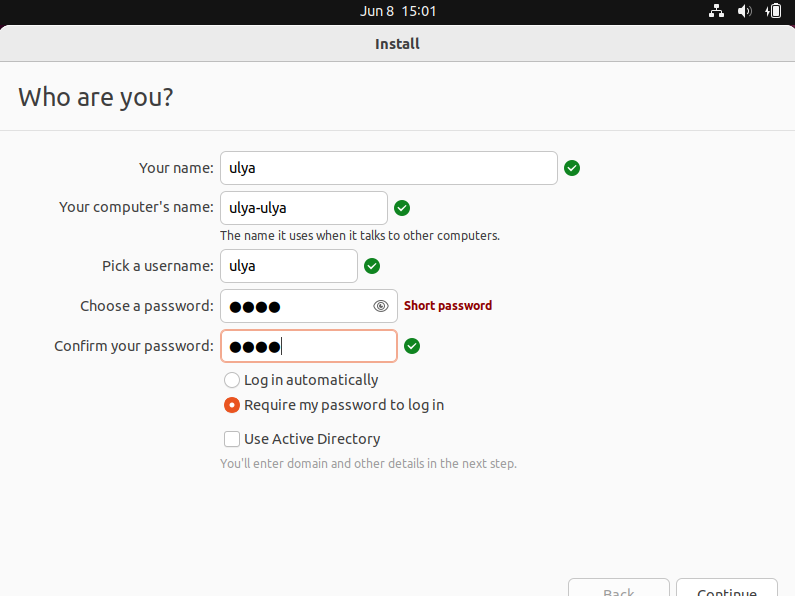 Jun 8 15:01
Install
Who are you?
Your name: ulya
Your computer's name: ulya-ulya
The name it uses when it talks to other computers.
Pick a username: ulya
Choose a password: ●●●● Short password
Confirm your password: ●●●●
Log in automatically
Require my password to log in
Use Active Directory
You'll enter domain and other details in the next step.
Back Continue